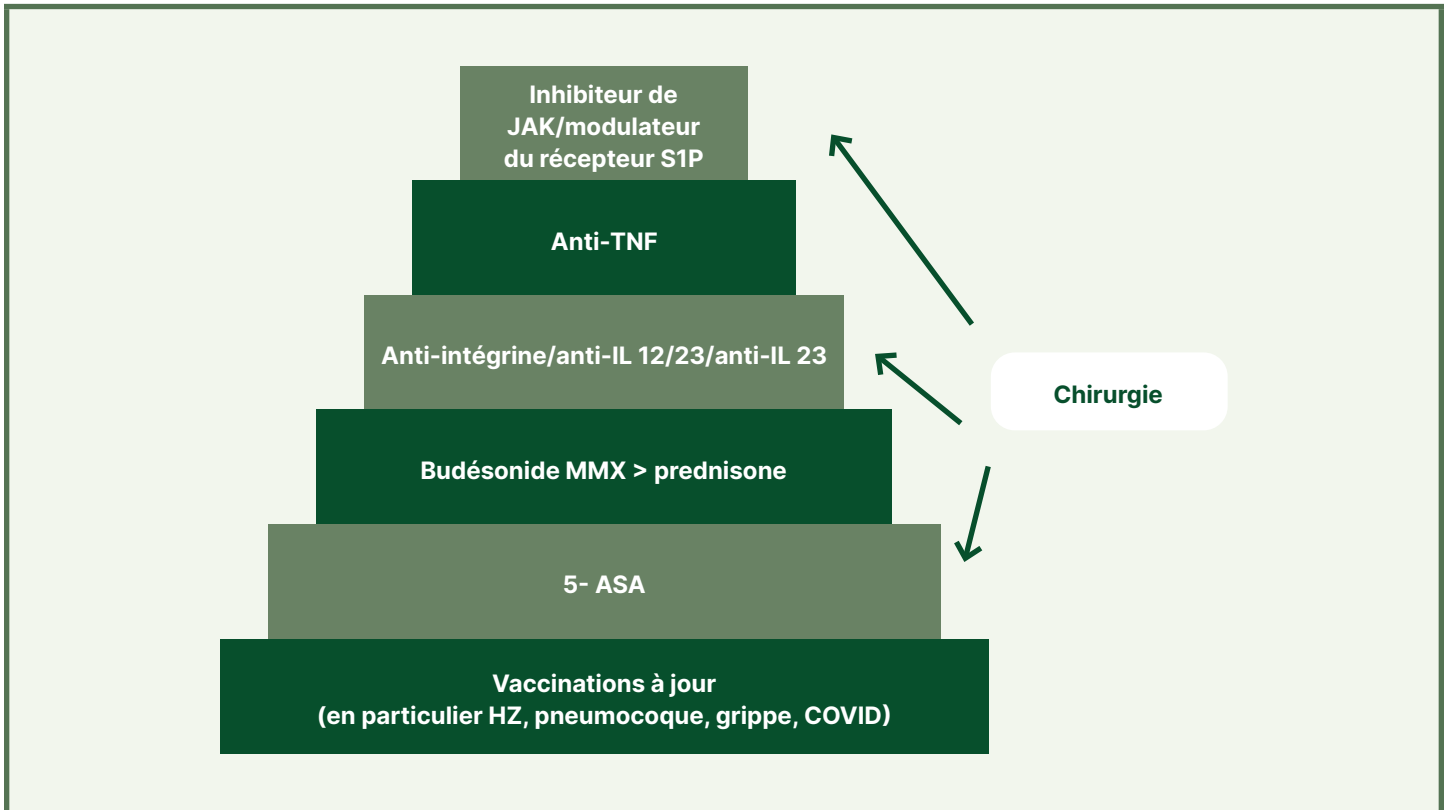 Inhibiteur de
JAK/modulateur
du récepteur S1P
Anti-TNF
Anti-intégrine/anti-IL 12/23/anti-IL 23
Chirurgie
Budésonide MMX > prednisone
5- ASA
Vaccinations à jour
(en particulier HZ, pneumocoque, grippe, COVID)